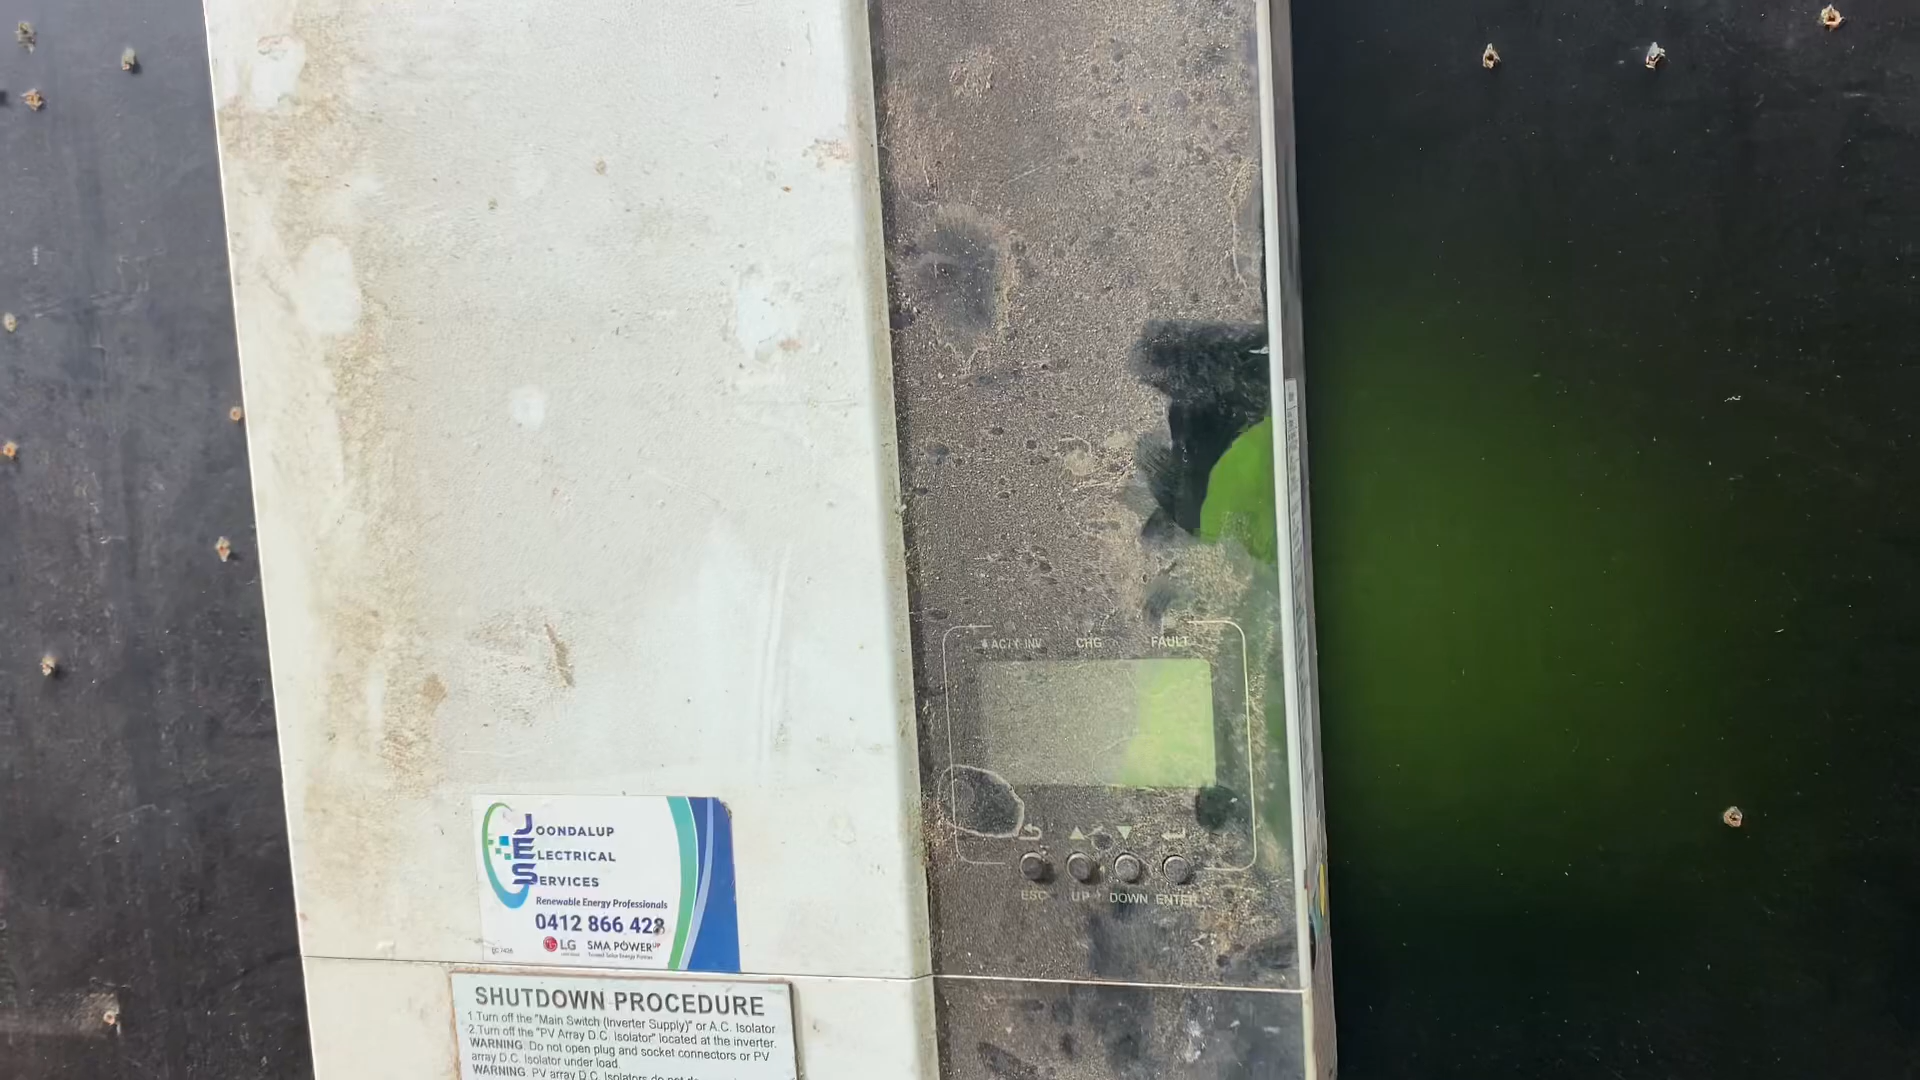 AC/↑ INV CHG FAULT
ESC UP DOWN ENTER
JOONDALUP
ELECTRICAL
SERVICES
Renewable Energy Professionals
0412 866 428
LG SMA POWERUP
SHUTDOWN PROCEDURE
1.Turn off the "Main Switch (Inverter Supply)" or A.C. Isolator
2.Turn off the "PV Array D.C. Isolator" located at the inverter.
WARNING: Do not open plug and socket connectors or PV
array D.C. Isolator under load.
WARNING: PV array D.C. Isolators do not